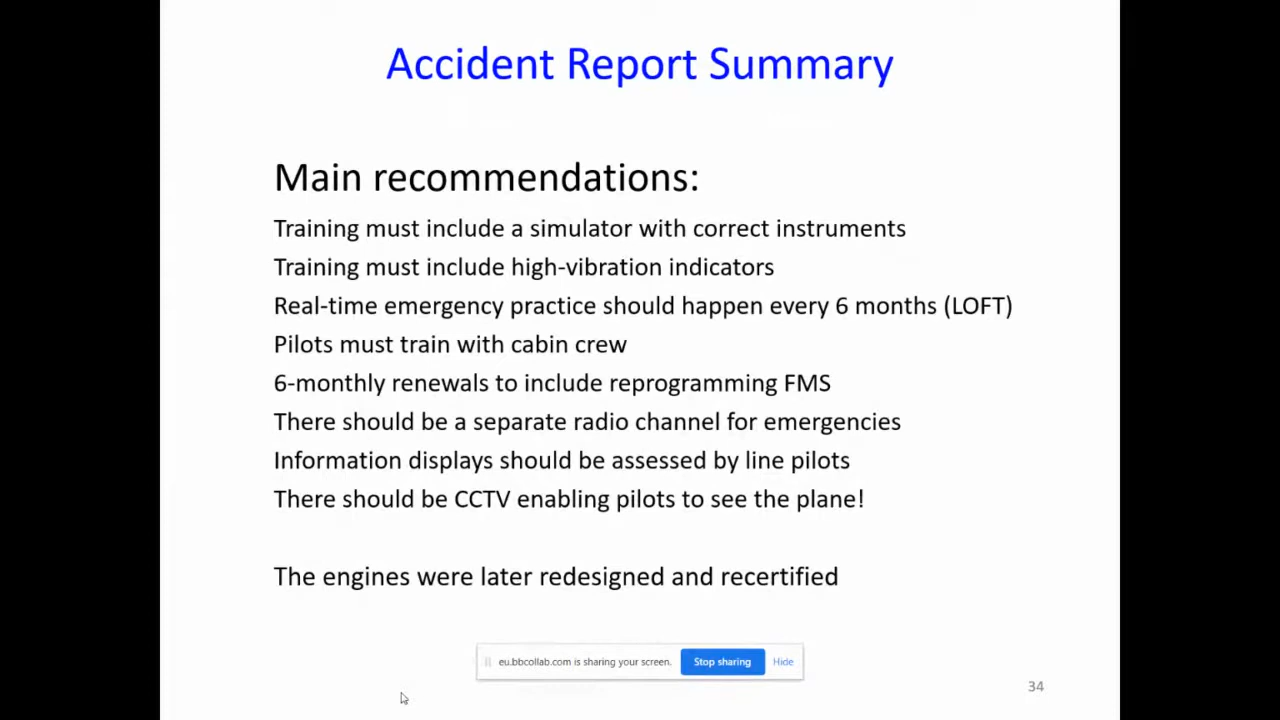 Accident Report Summary
Main recommendations:
Training must include a simulator with correct instruments
Training must include high-vibration indicators
Real-time emergency practice should happen every 6 months (LOFT)
Pilots must train with cabin crew
6-monthly renewals to include reprogramming FMS
There should be a separate radio channel for emergencies
Information displays should be assessed by line pilots
There should be CCTV enabling pilots to see the plane!
The engines were later redesigned and recertified
eu.bbcollab.com is sharing your screen. Stop sharing Hide
34